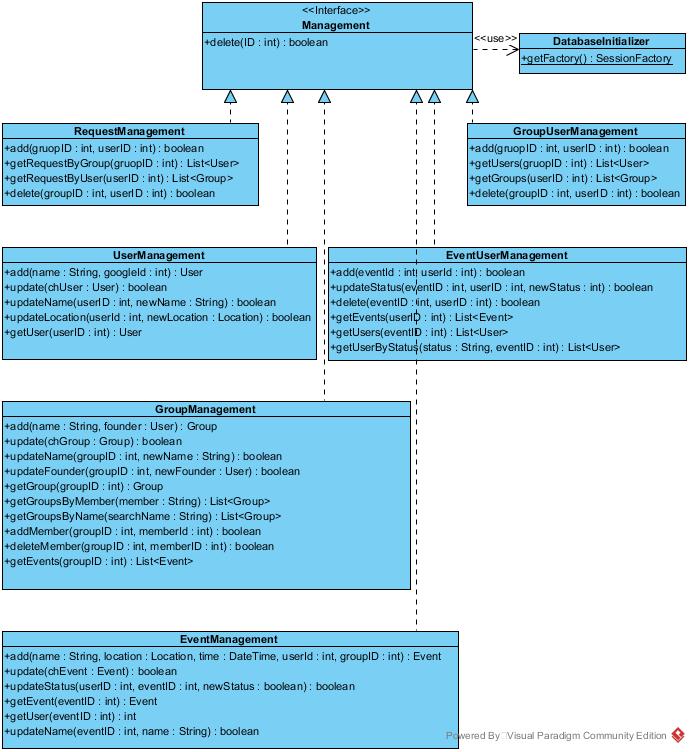 <<Interface>>
Management
+delete(ID : int) : boolean
<<use>>
DatabaseInitializer
+getFactory() : SessionFactory
RequestManagement
+add(gruopID : int, userID : int) : boolean
+getRequestByGroup(gruopID : int) : List<User>
+getRequestByUser(userID : int) : List<Group>
+delete(groupID : int, userID : int) : boolean
GroupUserManagement
+add(gruopID : int, userID : int) : boolean
+getUsers(gruopID : int) : List<User>
+getGroups(userID : int) : List<Group>
+delete(groupID : int, userID : int) : boolean
UserManagement
+add(name : String, googleId : int) : User
+update(chUser : User) : boolean
+updateName(userID : int, newName : String) : boolean
+updateLocation(userId : int, newLocation : Location) : boolean
+getUser(userID : int) : User
EventUserManagement
+add(eventId : int, userId : int) : boolean
+updateStatus(eventID : int, userID : int, newStatus : int) : boolean
+delete(eventID : int, userID : int) : boolean
+getEvents(userID : int) : List<Event>
+getUsers(eventID : int) : List<User>
+getUserByStatus(status : String, eventID : int) : List<User>
GroupManagement
+add(name : String, founder : User) : Group
+update(chGroup : Group) : boolean
+updateName(groupID : int, newName : String) : boolean
+updateFounder(groupID : int, newFounder : User) : boolean
+getGroup(groupID : int) : Group
+getGroupsByMember(member : String) : List<Group>
+getGroupsByName(searchName : String) : List<Group>
+addMember(groupID : int, memberId : int) : boolean
+deleteMember(groupID : int, memberID : int) : boolean
+getEvents(groupID : int) : List<Event>
EventManagement
+add(name : String, location : Location, time : DateTime, userId : int, groupID : int) : Event
+update(chEvent : Event) : boolean
+updateStatus(userID : int, eventID : int, newStatus : boolean) : boolean
+getEvent(eventID : int) : Event
+getUser(eventID : int) : int
+updateName(eventID : int, name : String) : boolean
Powered By Visual Paradigm Community Edition